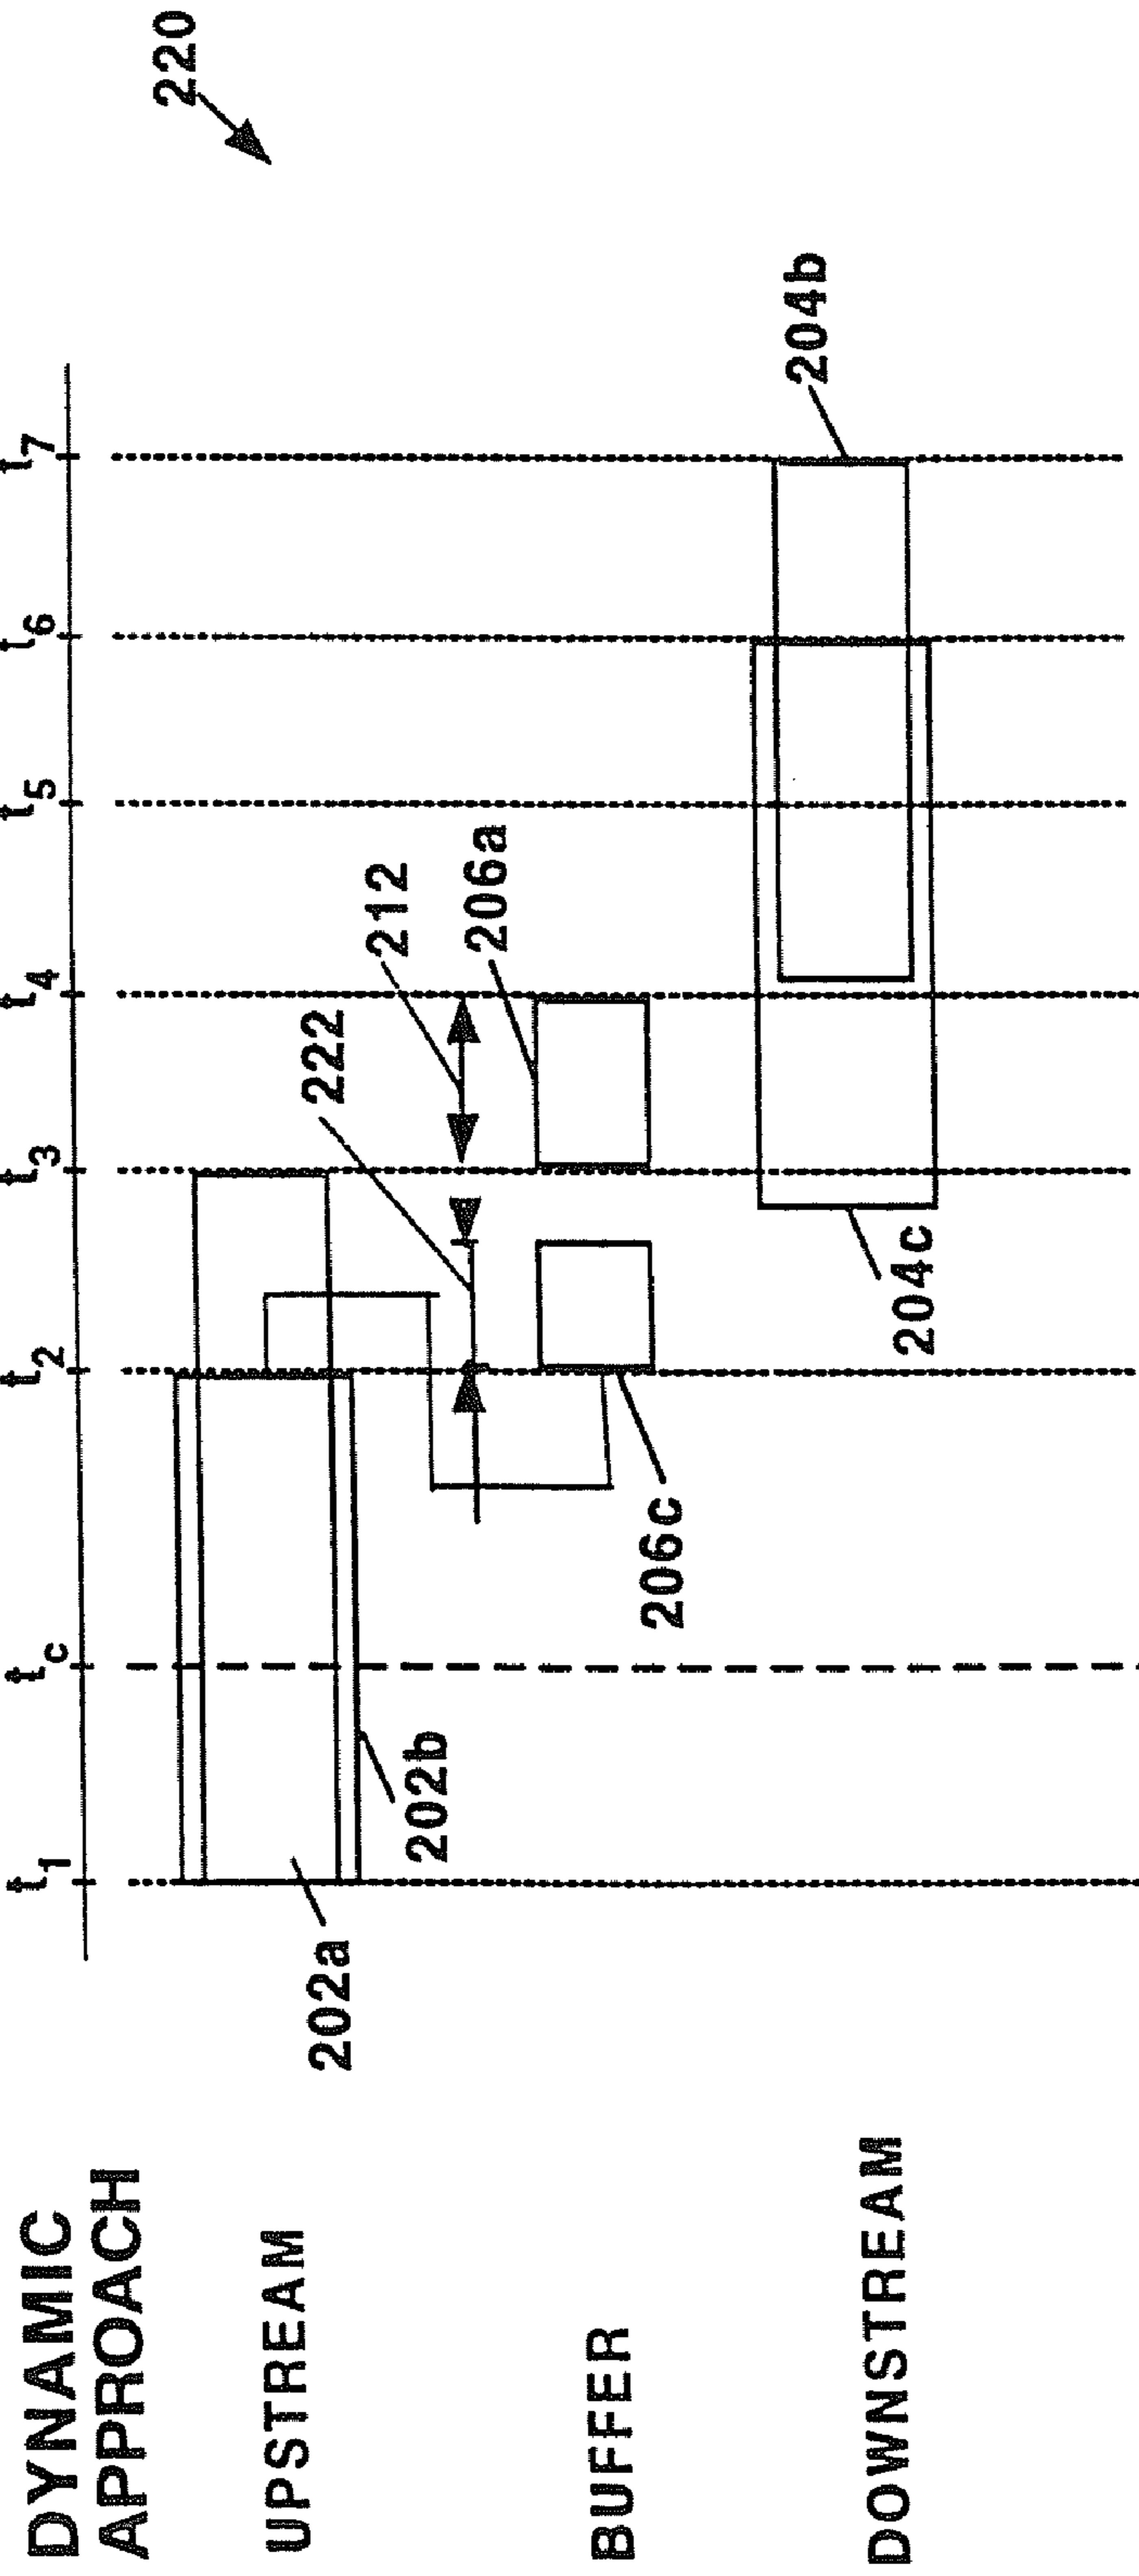 DYNAMIC
APPROACH
t1 tc t2 t3 t4 t5 t6 t7
220
UPSTREAM
202a
202b
222
212
BUFFER
206c
206a
DOWNSTREAM
204c
204b